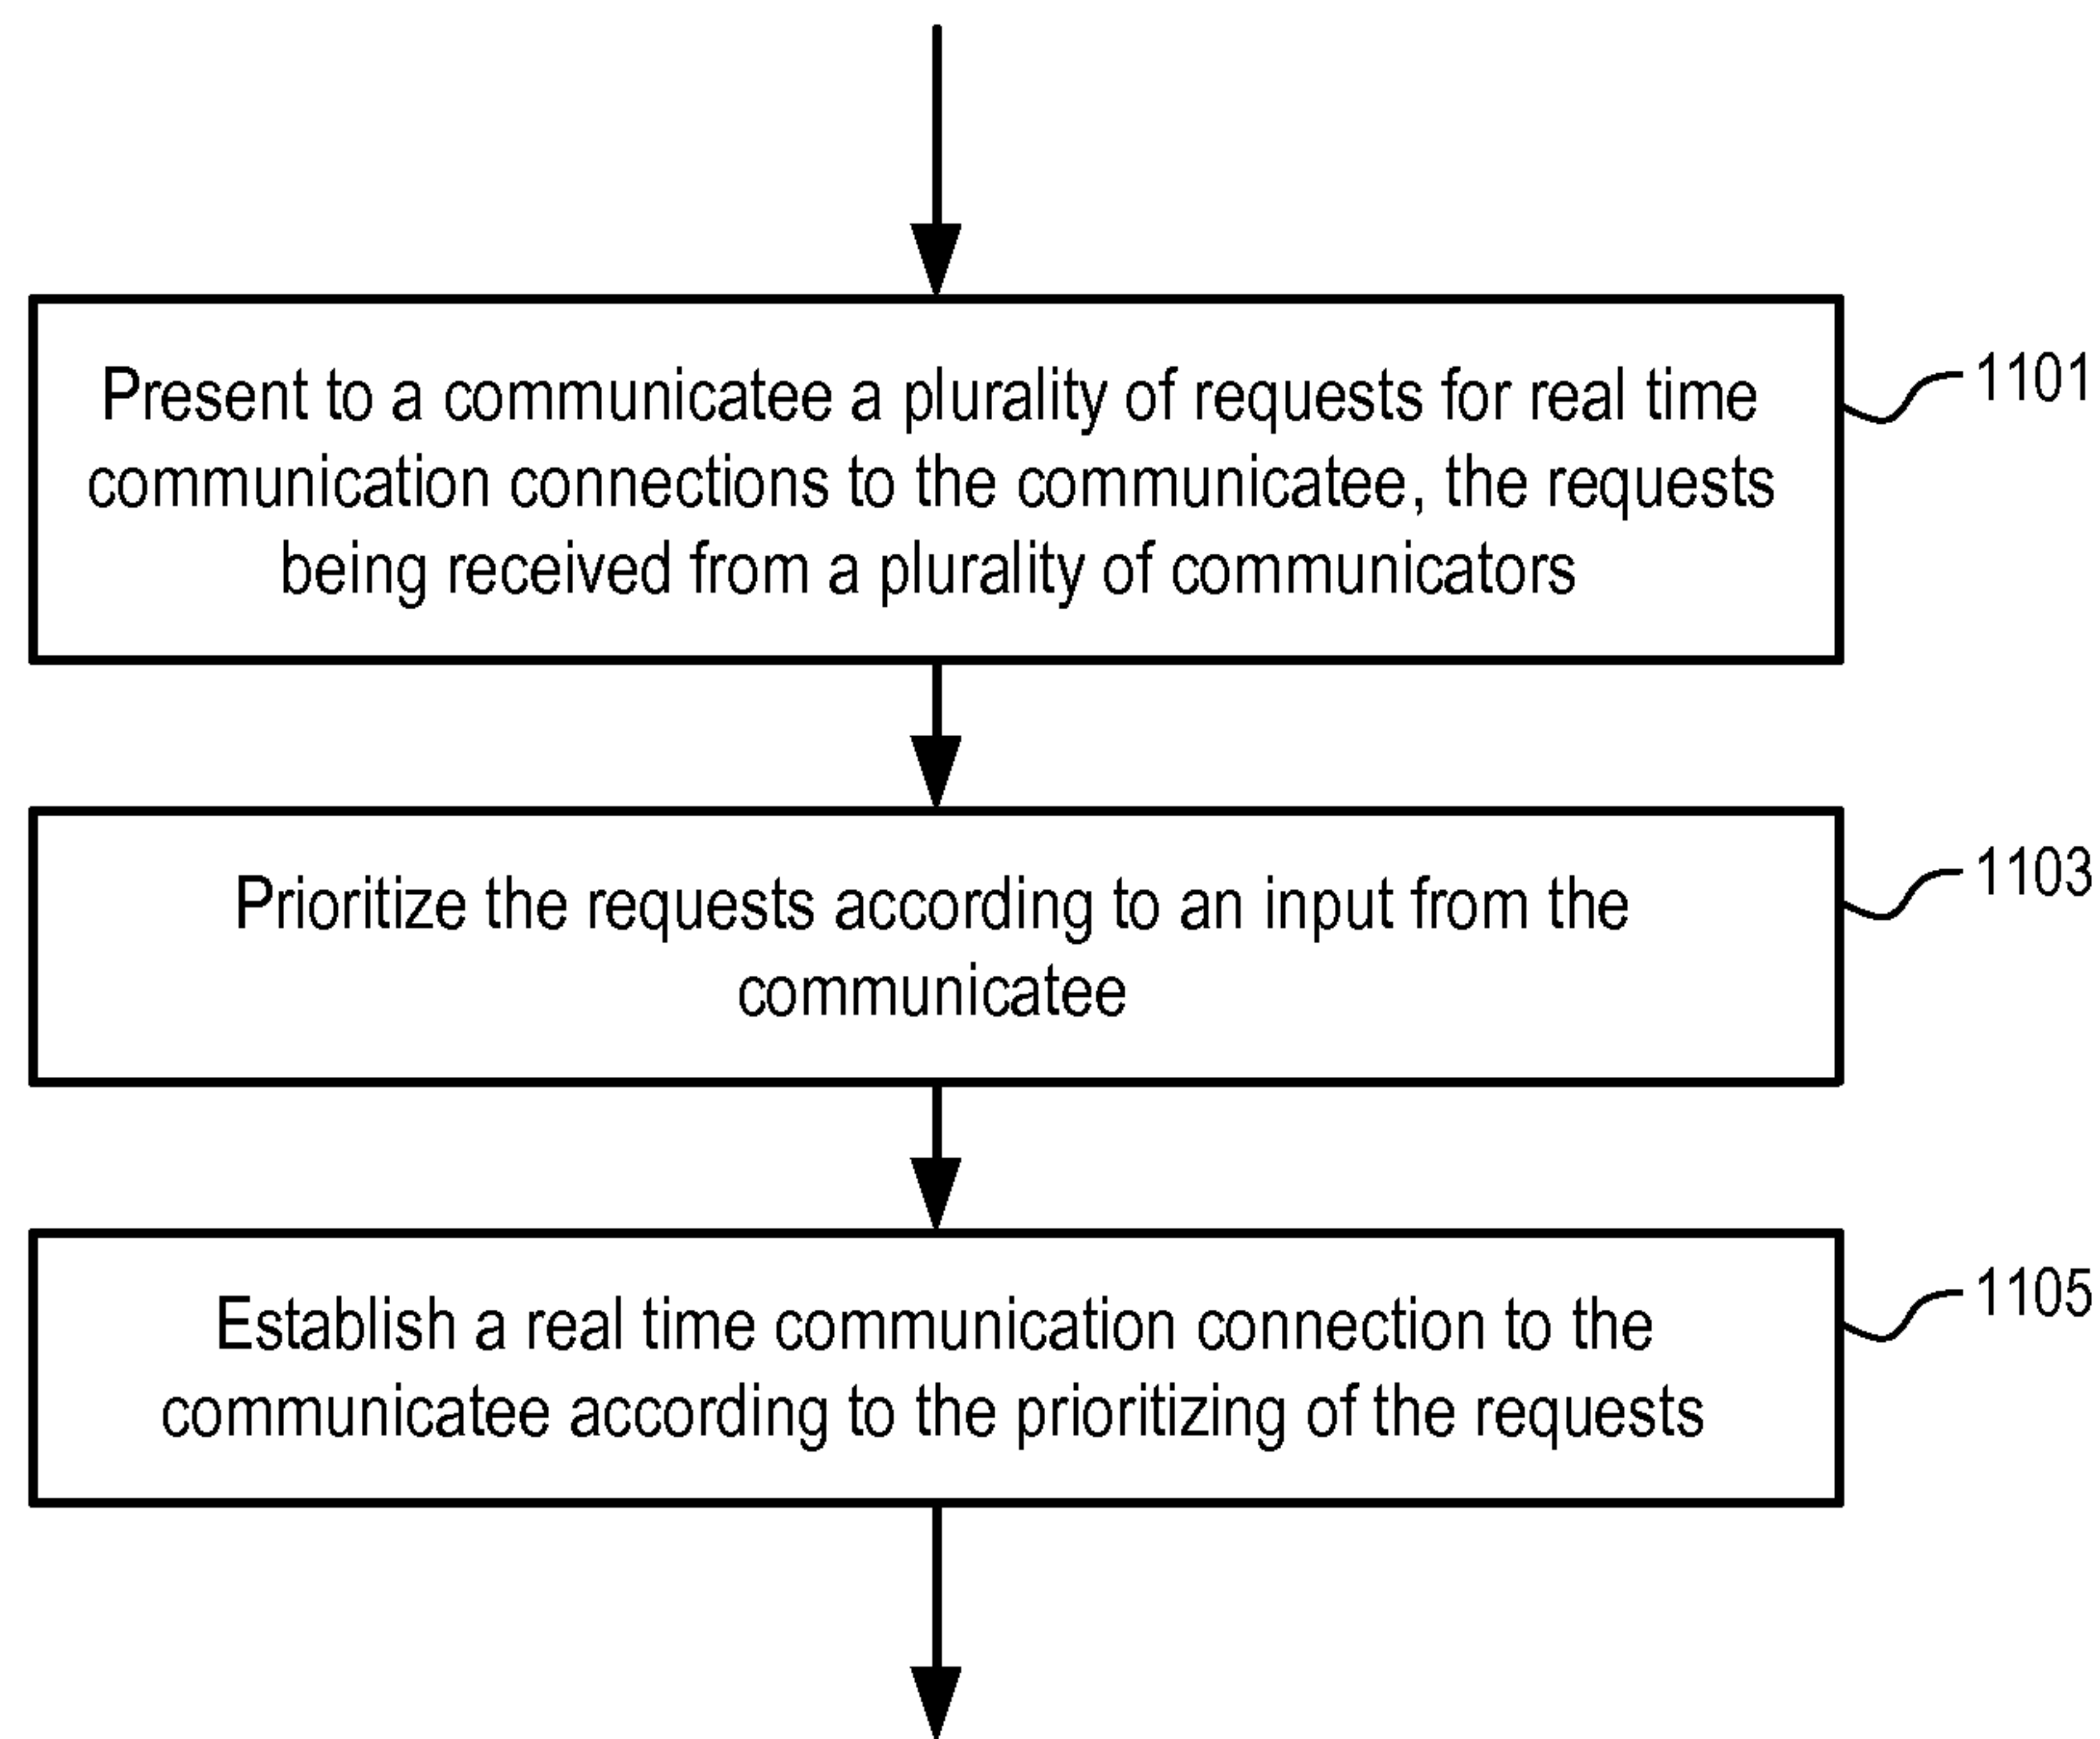 Present to a communicatee a plurality of requests for real time
communication connections to the communicatee, the requests
being received from a plurality of communicators
1101
Prioritize the requests according to an input from the
communicatee
1103
Establish a real time communication connection to the
communicatee according to the prioritizing of the requests
1105